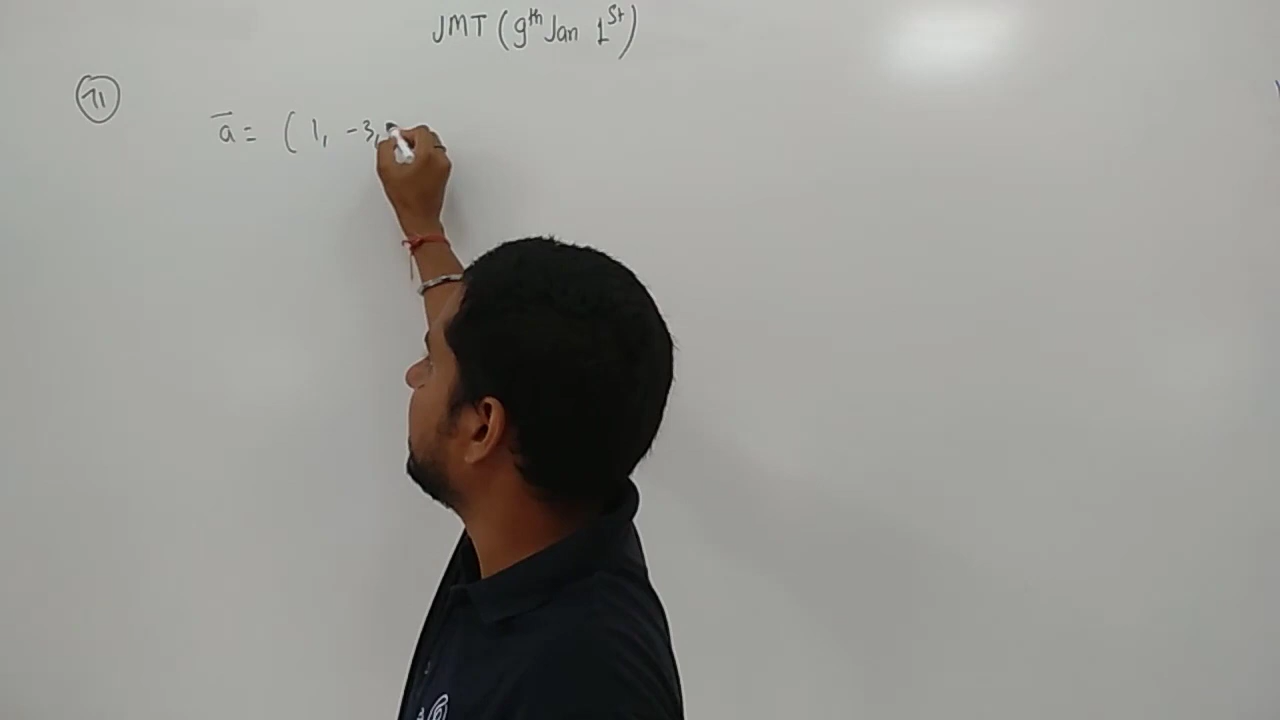 JMT (9th Jan 1st)
71
a̅ = ( 1, -3,